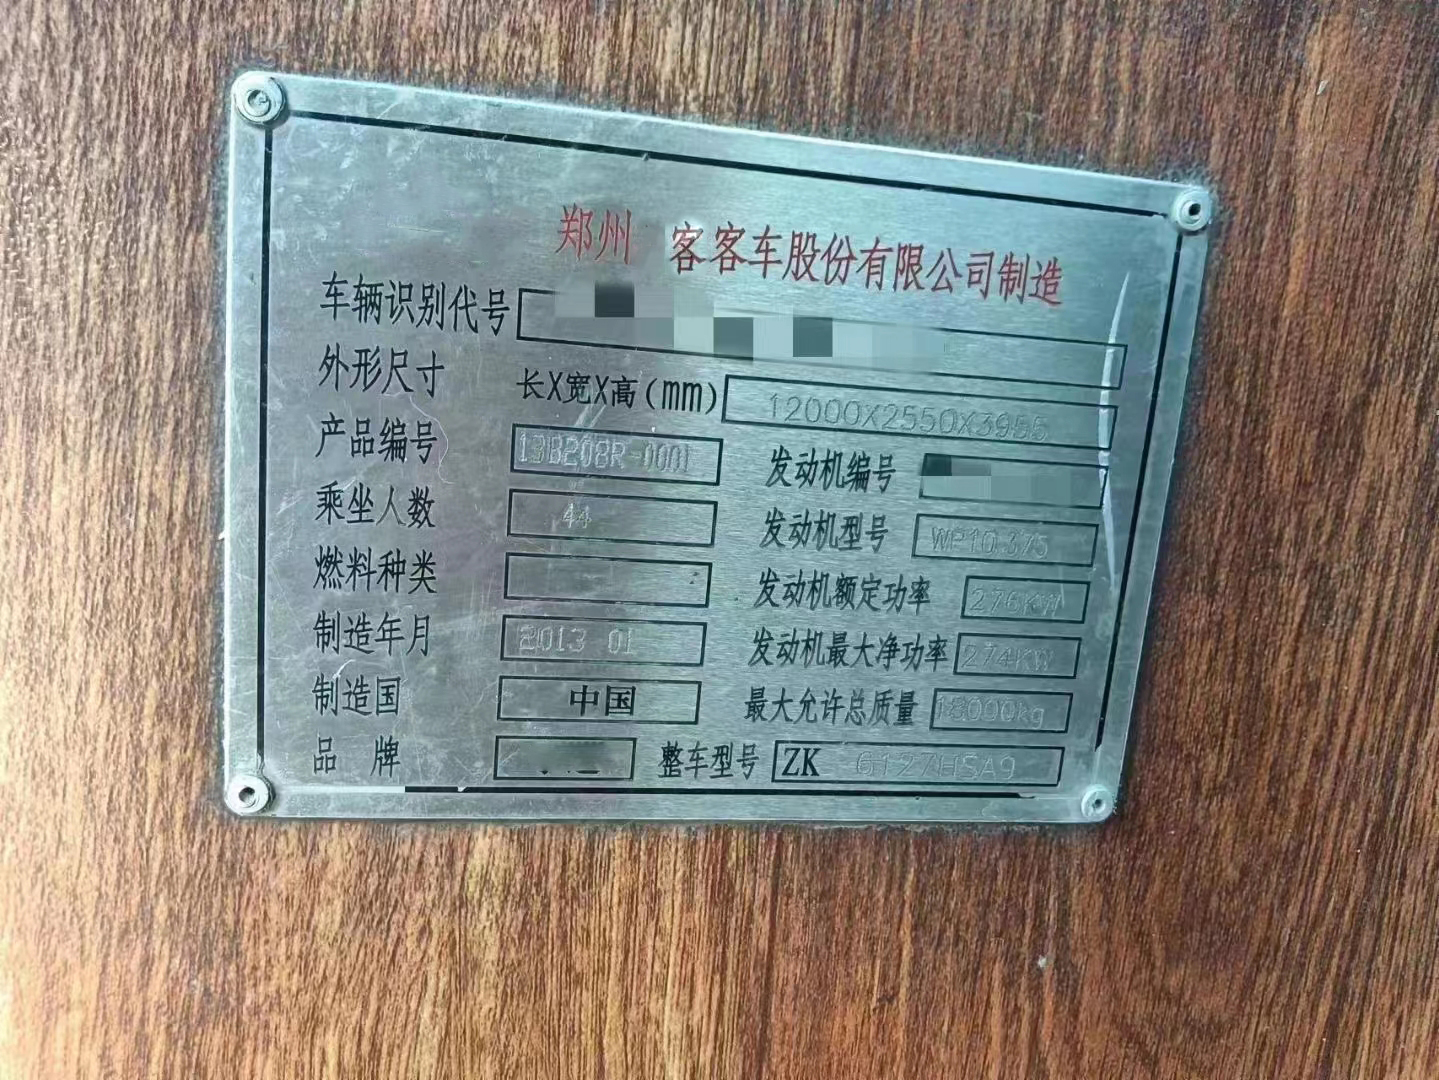 郑州 客客车股份有限公司制造
车辆识别代号
外形尺寸 长X宽X高(mm) 12000X2550X3955
产品编号 13B208R-0001 发动机编号
乘坐人数 44 发动机型号 WP10.375
燃料种类 发动机额定功率 276KW
制造年月 2013 01 发动机最大净功率 274KW
制造国 中国 最大允许总质量 18000kg
品 牌 整车型号 ZK 6127HSA9